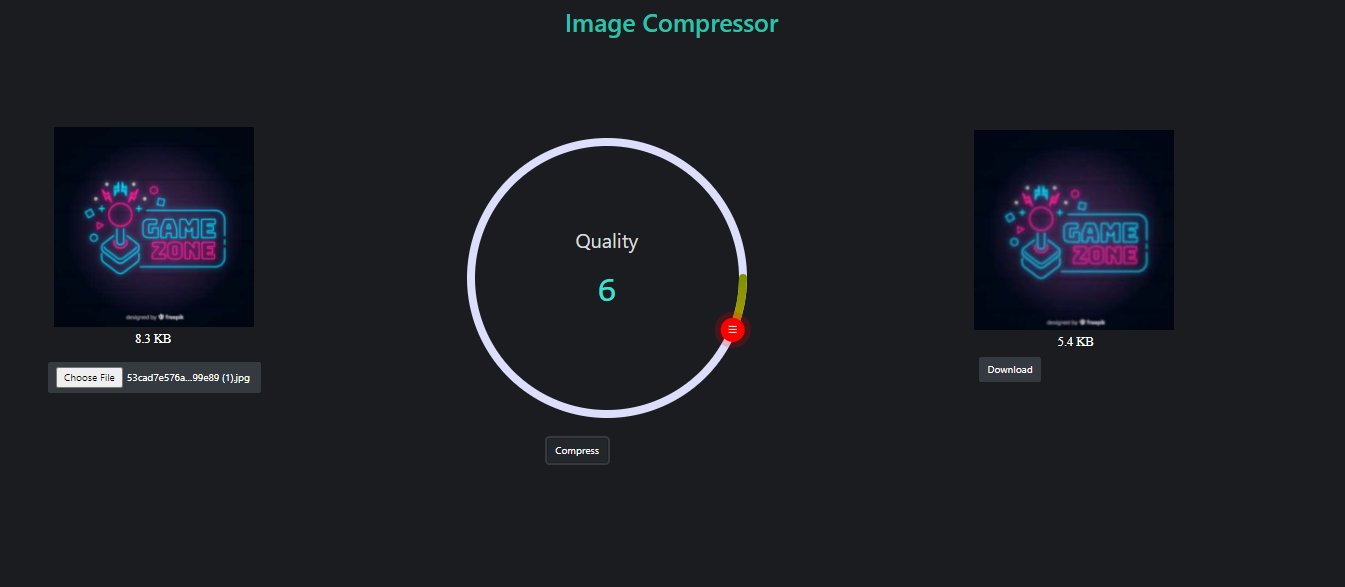 Image Compressor
GAME
ZONE
designed by freepik
8.3 KB
Choose File 53cad7e576a...99e89 (1).jpg
Quality
6
Compress
GAME
ZONE
designed by freepik
5.4 KB
Download